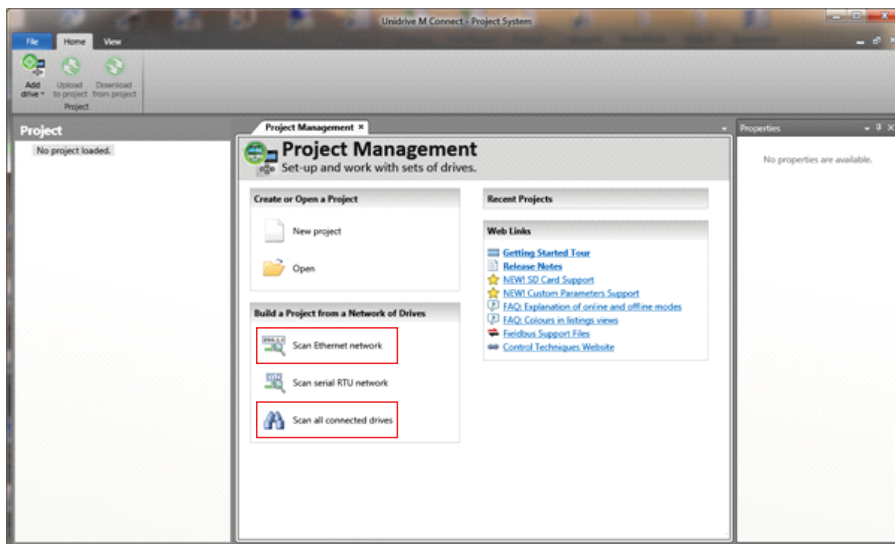 Unidrive M Connect - Project System
File Home View
Add drive
Upload to project
Download from project
Project
Project
No project loaded.
Project Management
Project Management
Set-up and work with sets of drives.
Create or Open a Project
New project
Open
Build a Project from a Network of Drives
Scan Ethernet network
Scan serial RTU network
Scan all connected drives
Recent Projects
Web Links
Getting Started Tour
Release Notes
NEW! SD Card Support
NEW! Custom Parameters Support
FAQ: Explanation of online and offline modes
FAQ: Colours in listings views
Fieldbus Support Files
Control Techniques Website
Properties
No properties are available.